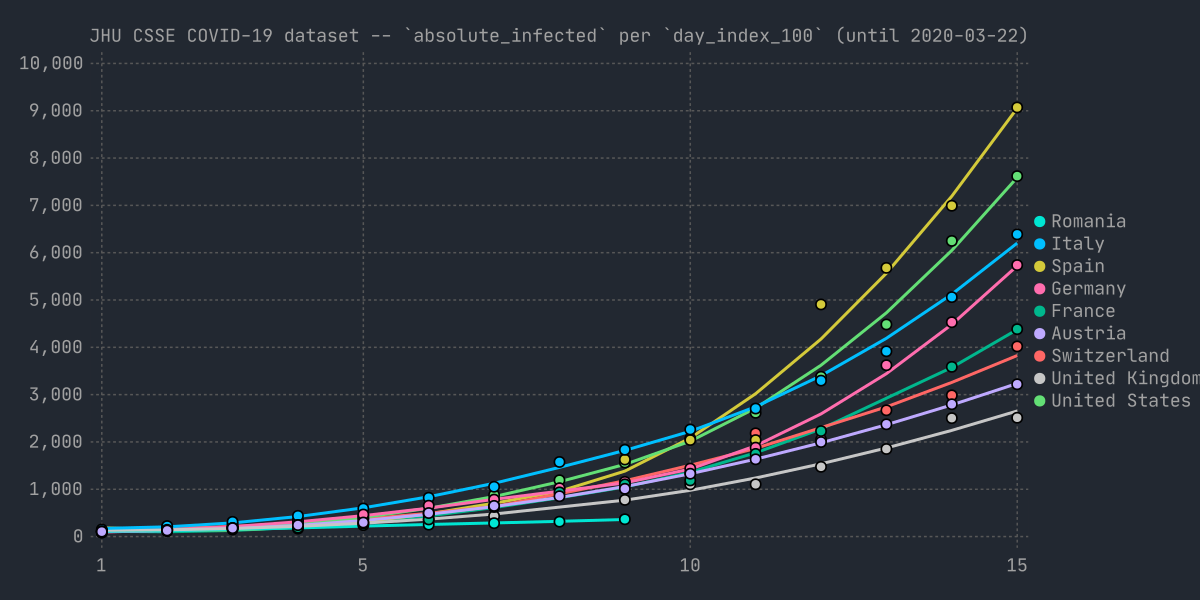 JHU CSSE COVID-19 dataset -- `absolute_infected` per `day_index_100` (until 2020-03-22)
10,000
9,000
8,000
7,000
6,000
5,000
4,000
3,000
2,000
1,000
0
1 5 10 15
Romania
Italy
Spain
Germany
France
Austria
Switzerland
United Kingdom
United States